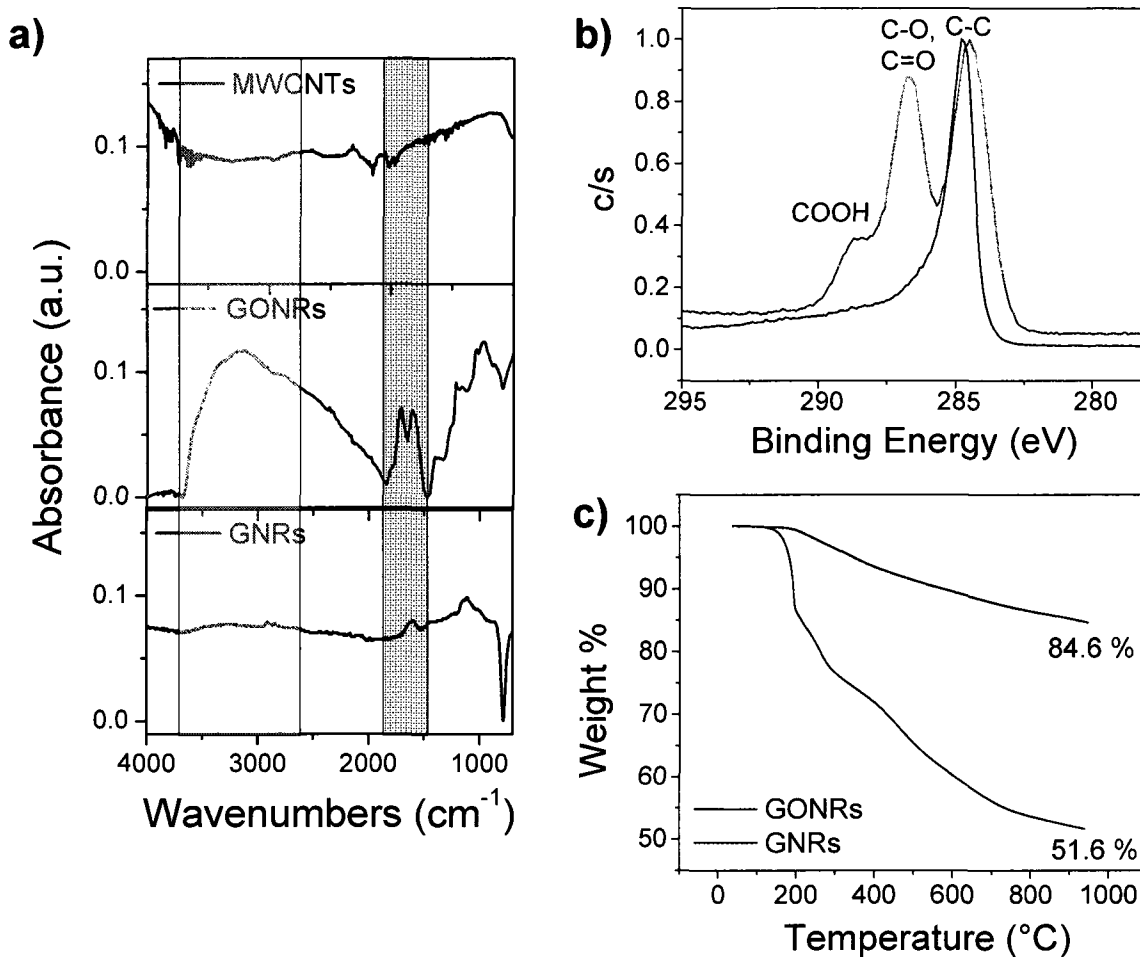 a)
MWCNTs
0.1
0.0
GONRs
0.1
0.0
GNRs
0.1
0.0
Absorbance (a.u.)
4000 3000 2000 1000
Wavenumbers (cm⁻¹)
b)
C-O, C-C
C=O
COOH
1.0
0.8
0.6
0.4
0.2
0.0
c/s
295 290 285 280
Binding Energy (eV)
c)
100
90
80
70
60
50
Weight %
84.6 %
51.6 %
GONRs
GNRs
0 200 400 600 800 1000
Temperature (°C)